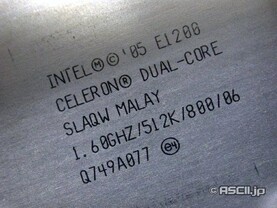 INTEL Ⓜ © '05 E1200
CELERON® DUAL-CORE
SLAQW MALAY
1.60GHZ/512K/800/06
Q749A077 e4
© ASCII.jp